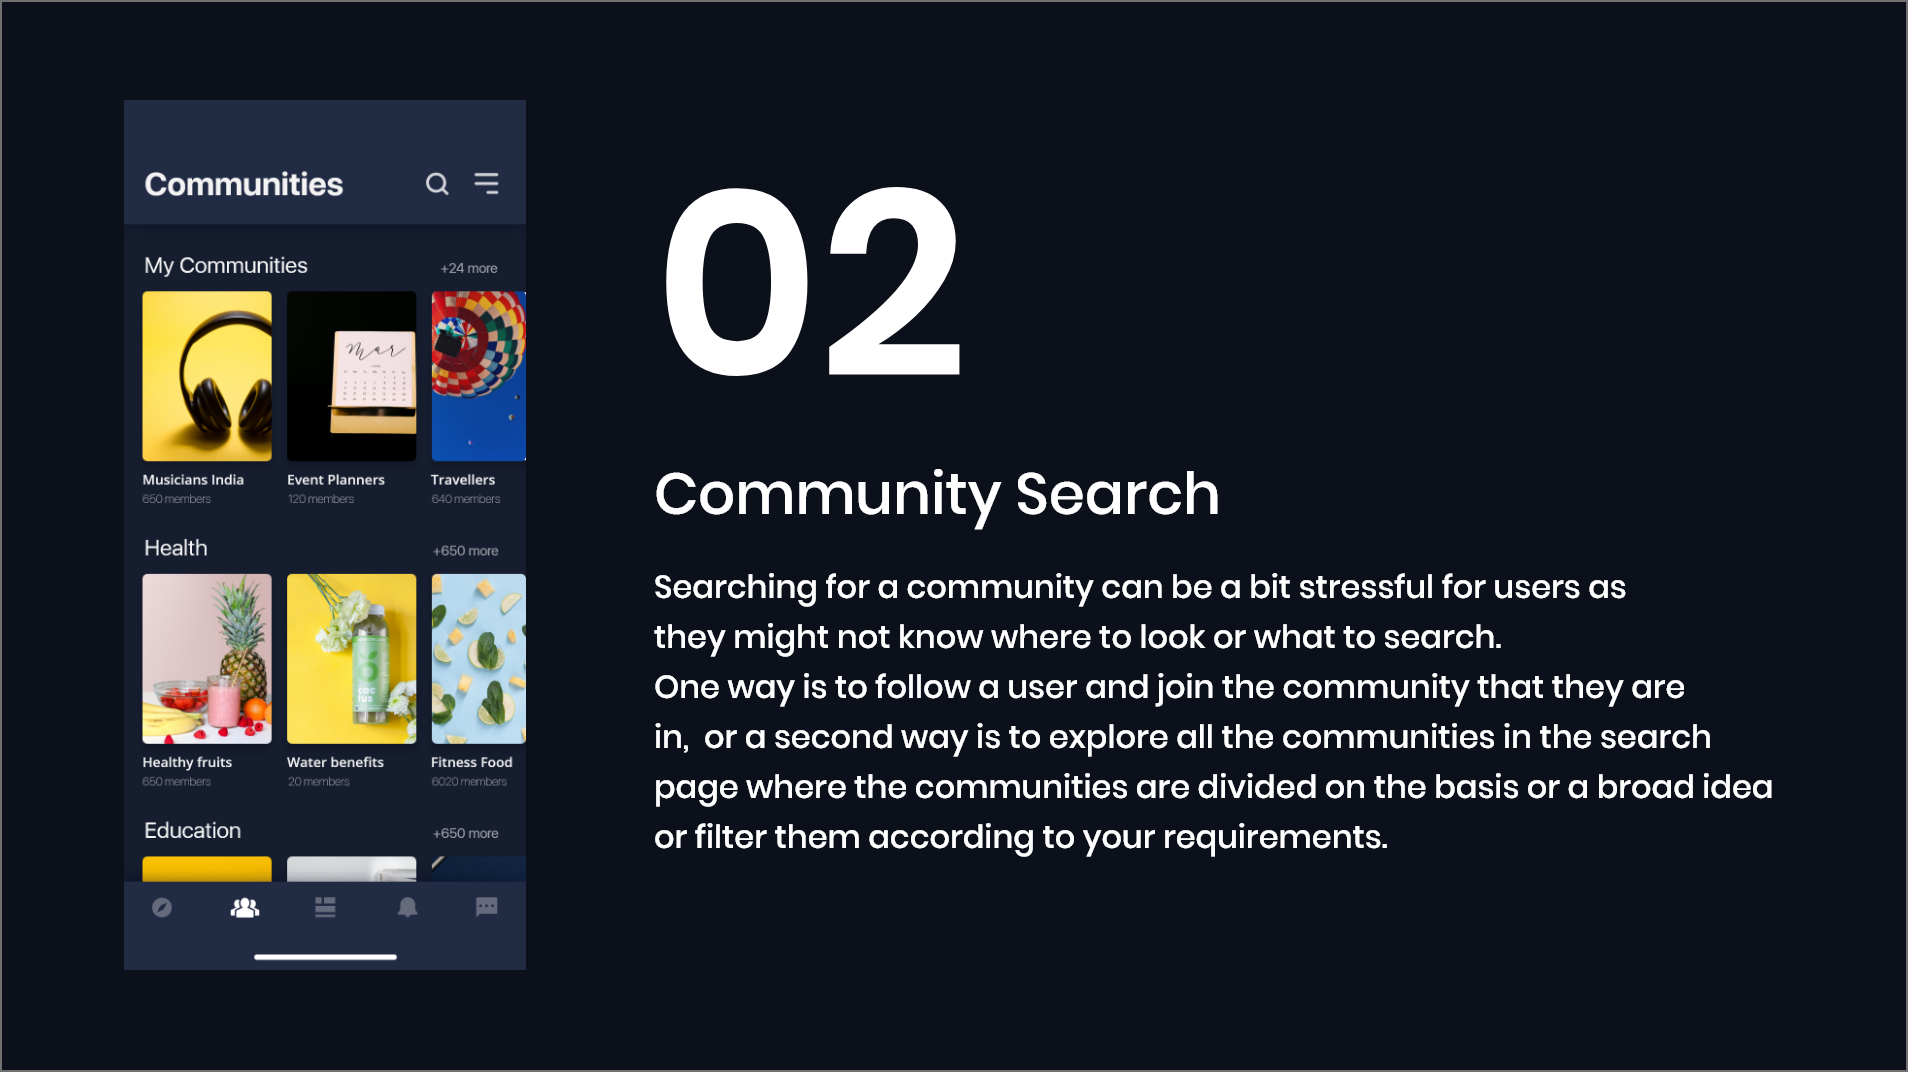 Communities
My Communities
+24 more
mar
Musicians India
650 members
Event Planners
120 members
Travellers
640 members
Health
+650 more
cac
tus
Healthy fruits
650 members
Water benefits
20 members
Fitness Food
6020 members
Education
+650 more
02
Community Search
Searching for a community can be a bit stressful for users as
they might not know where to look or what to search.
One way is to follow a user and join the community that they are
in,  or a second way is to explore all the communities in the search
page where the communities are divided on the basis or a broad idea
or filter them according to your requirements.